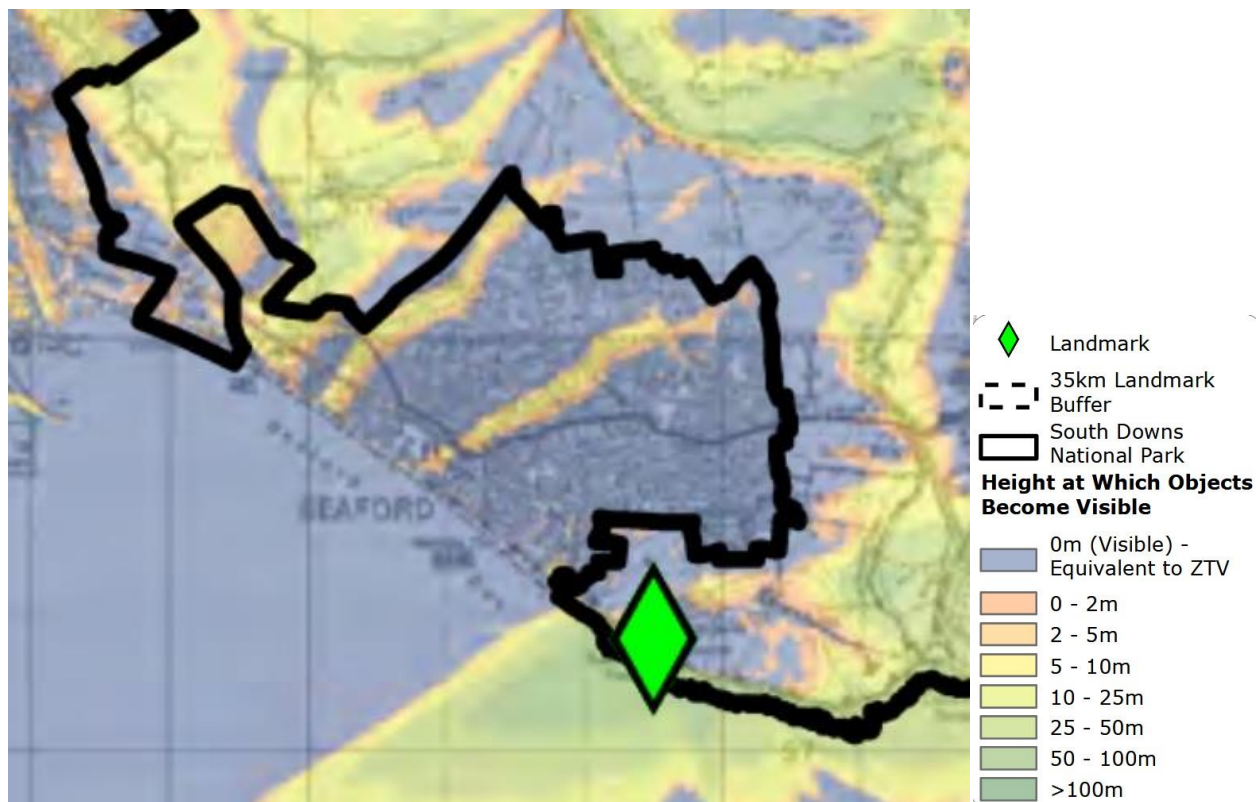 SEAFORD
Landmark
35km Landmark
Buffer
South Downs
National Park
Height at Which Objects
Become Visible
0m (Visible) -
Equivalent to ZTV
0 - 2m
2 - 5m
5 - 10m
10 - 25m
25 - 50m
50 - 100m
>100m